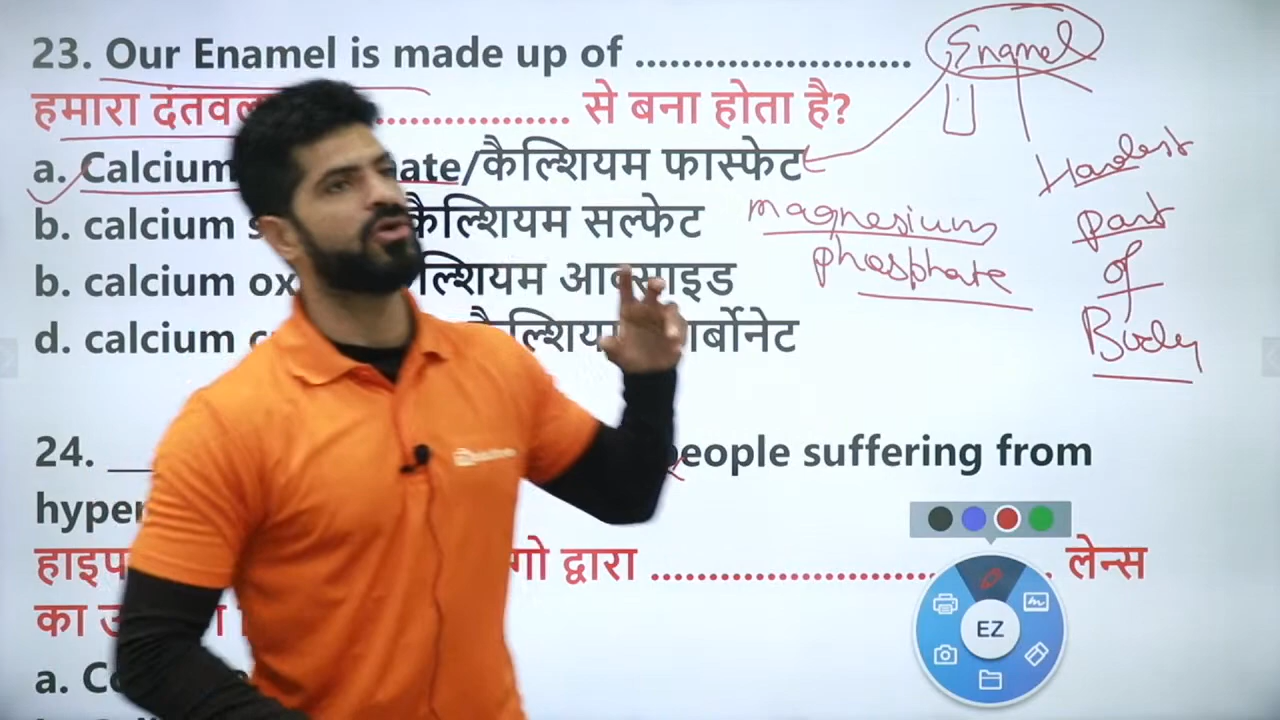 23. Our Enamel is made up of .......................
हमारा दंतवल .................. से बना होता है?
a. Calcium ate/कैल्शियम फास्फेट
b. calcium s कैल्शियम सल्फेट
b. calcium ox ल्शियम आक्साइड
d. calcium c कैल्शिय र्बोनेट
Enamel
Hardest
part
of
Body
magnesium
phosphate
24. people suffering from
hyper
हाइप गो द्वारा .................................. लेन्स
का
a. Co
EZ